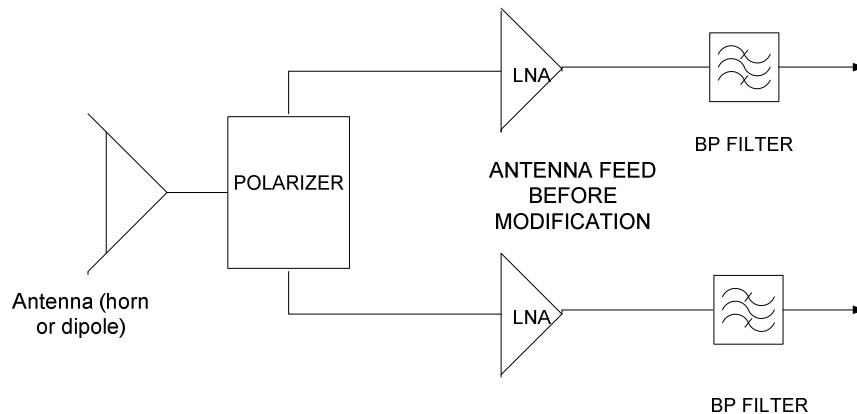 LNA
BP FILTER
POLARIZER
ANTENNA FEED
BEFORE
MODIFICATION
Antenna (horn
or dipole)
LNA
BP FILTER